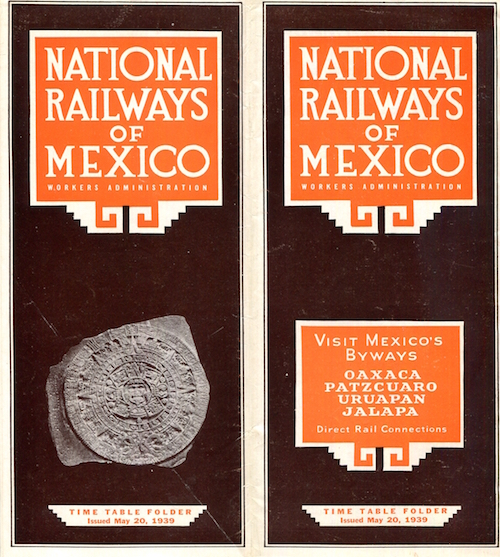 NATIONAL
RAILWAYS
OF
MEXICO
WORKERS ADMINISTRATION
TIME TABLE FOLDER
Issued May 20, 1939
NATIONAL
RAILWAYS
OF
MEXICO
WORKERS ADMINISTRATION
VISIT MEXICO'S
BYWAYS
OAXACA
PATZCUARO
URUAPAN
JALAPA
Direct Rail Connections
TIME TABLE FOLDER
Issued May 20, 1939